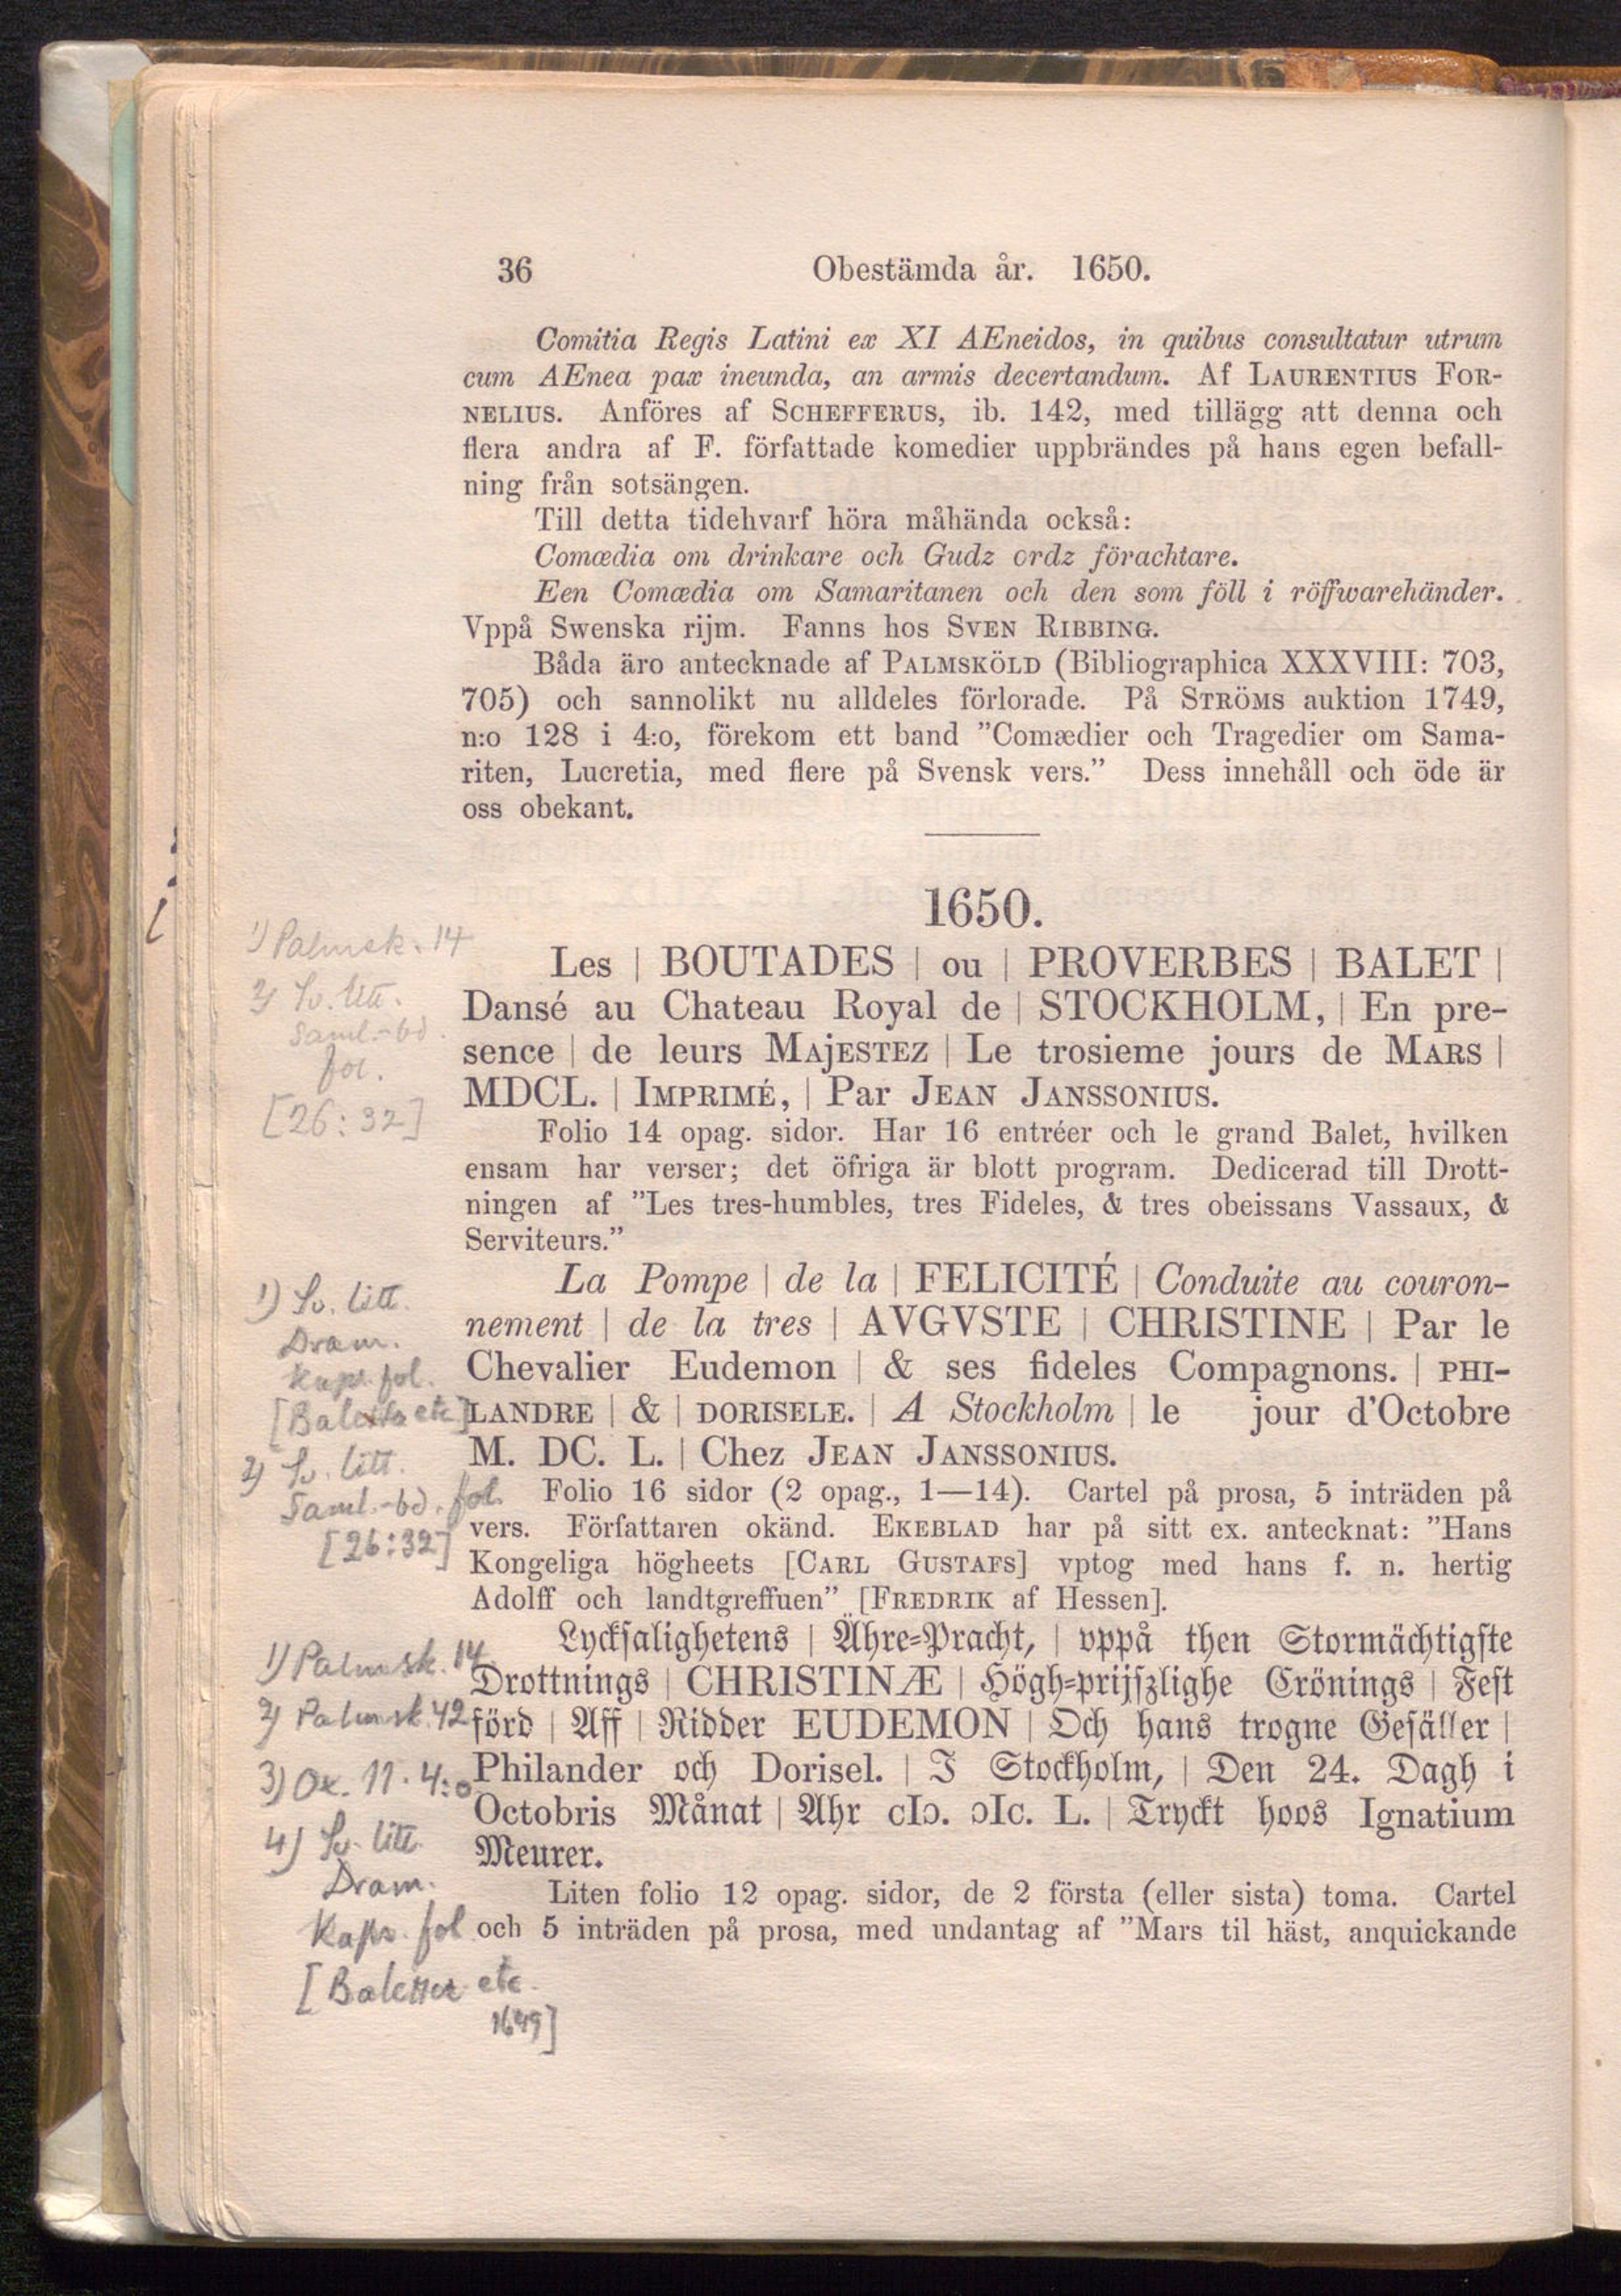 36 Obestämda år. 1650.
Comitia Regis Latini ex XI AEneidos, in quibus consultatur utrum
cum AEnea pax ineunda, an armis decertandum. Af LAURENTIUS FOR-
NELIUS. Anföres af SCHEFFERUS, ib. 142, med tillägg att denna och
flera andra af F. författade komedier uppbrändes på hans egen befall-
ning från sotsängen.
Till detta tidehvarf höra måhända också:
Comœdia om drinkare och Gudz ordz förachtare.
Een Comœdia om Samaritanen och den som föll i röffwarehänder.
Vppå Swenska rijm. Fanns hos SVEN RIBBING.
Båda äro antecknade af PALMSKÖLD (Bibliographica XXXVIII: 703,
705) och sannolikt nu alldeles förlorade. På STRÖMS auktion 1749,
n:o 128 i 4:o, förekom ett band ”Comædier och Tragedier om Sama-
riten, Lucretia, med flere på Svensk vers.” Dess innehåll och öde är
oss obekant.
1650.
1) Palmsk. 14
2) Sv. litt.
Saml.-bd.
fol.
[26:32]
Les | BOUTADES | ou | PROVERBES | BALET |
Dansé au Chateau Royal de | STOCKHOLM, | En pre-
sence | de leurs MAjESTEZ | Le trosieme jours de MARS |
MDCL. | IMPRIMÉ, | Par JEAN JANSSONIUS.
Folio 14 opag. sidor. Har 16 entréer och le grand Balet, hvilken
ensam har verser; det öfriga är blott program. Dedicerad till Drott-
ningen af ”Les tres-humbles, tres Fideles, & tres obeissans Vassaux, &
Serviteurs.”
1) Sv. litt.
Dram.
Kaps. fol.
[Baletter etc]
2) Sv. litt.
Saml.-bd. fol.
[26:32]
La Pompe | de la | FELICITÉ | Conduite au couron-
nement | de la tres | AVGVSTE | CHRISTINE | Par le
Chevalier Eudemon | & ses fideles Compagnons. | PHI-
LANDRE | & | DORISELE. | A Stockholm | le jour d'Octobre
M. DC. L. | Chez JEAN JANSSONIUS.
Folio 16 sidor (2 opag., 1—14). Cartel på prosa, 5 inträden på
vers. Författaren okänd. EKEBLAD har på sitt ex. antecknat: ”Hans
Kongeliga högheets [CARL GUSTAFS] vptog med hans f. n. hertig
Adolff och landtgreffuen” [FREDRIK af Hessen].
1) Palmsk. 14
2) Palmsk. 42
3) Ox. 11. 4:o
4) Sv. litt.
Dram.
Kaps. fol
[Baletter etc.
1649]
Lycksalighetens | Ähre-Pracht, | vppå then Stormächtigste
Drottnings | CHRISTINÆ | Högh-prijszlighe Crönings | Fest
förd | Aff | Ridder EUDEMON | Och hans trogne Gesäller |
Philander och Dorisel. | I Stockholm, | Den 24. Dagh i
Octobris Månat | Ahr cIɔ. ɔIc. L. | Tryckt hoos Ignatium
Meurer.
Liten folio 12 opag. sidor, de 2 första (eller sista) toma. Cartel
och 5 inträden på prosa, med undantag af ”Mars til häst, anquickande